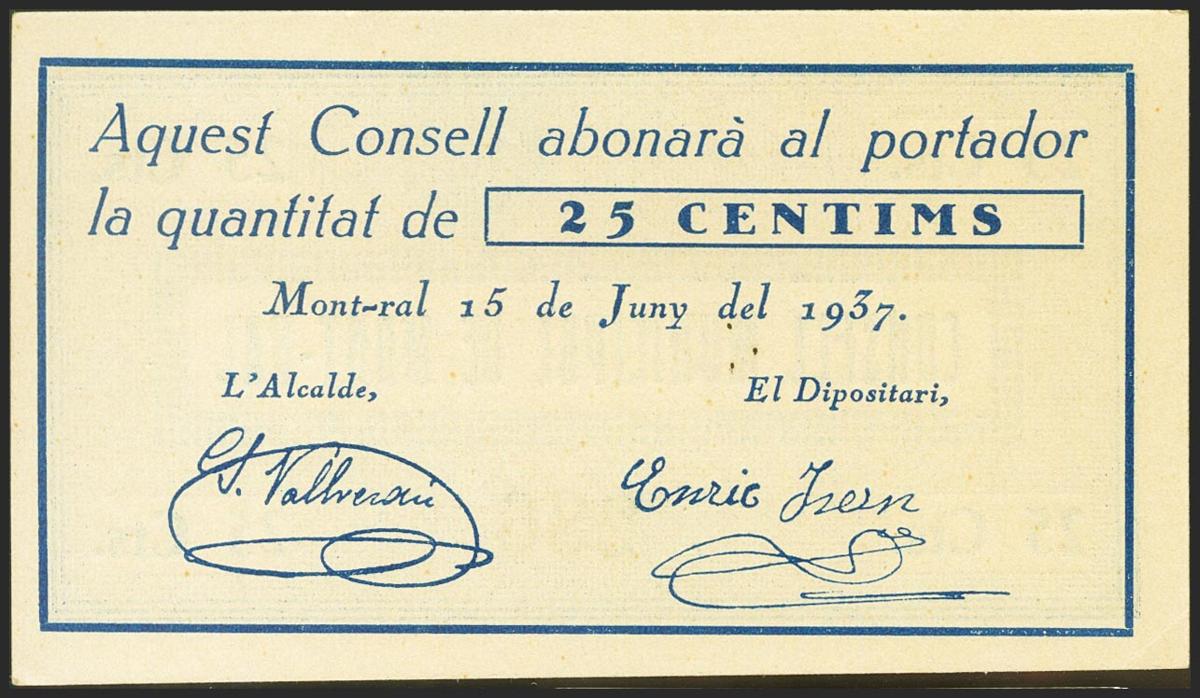 Aquest Consell abonarà al portador
la quantitat de 25 CENTIMS
Mont-ral 15 de Juny del 1937.
L'Alcalde, El Dipositari,
Enric Isern